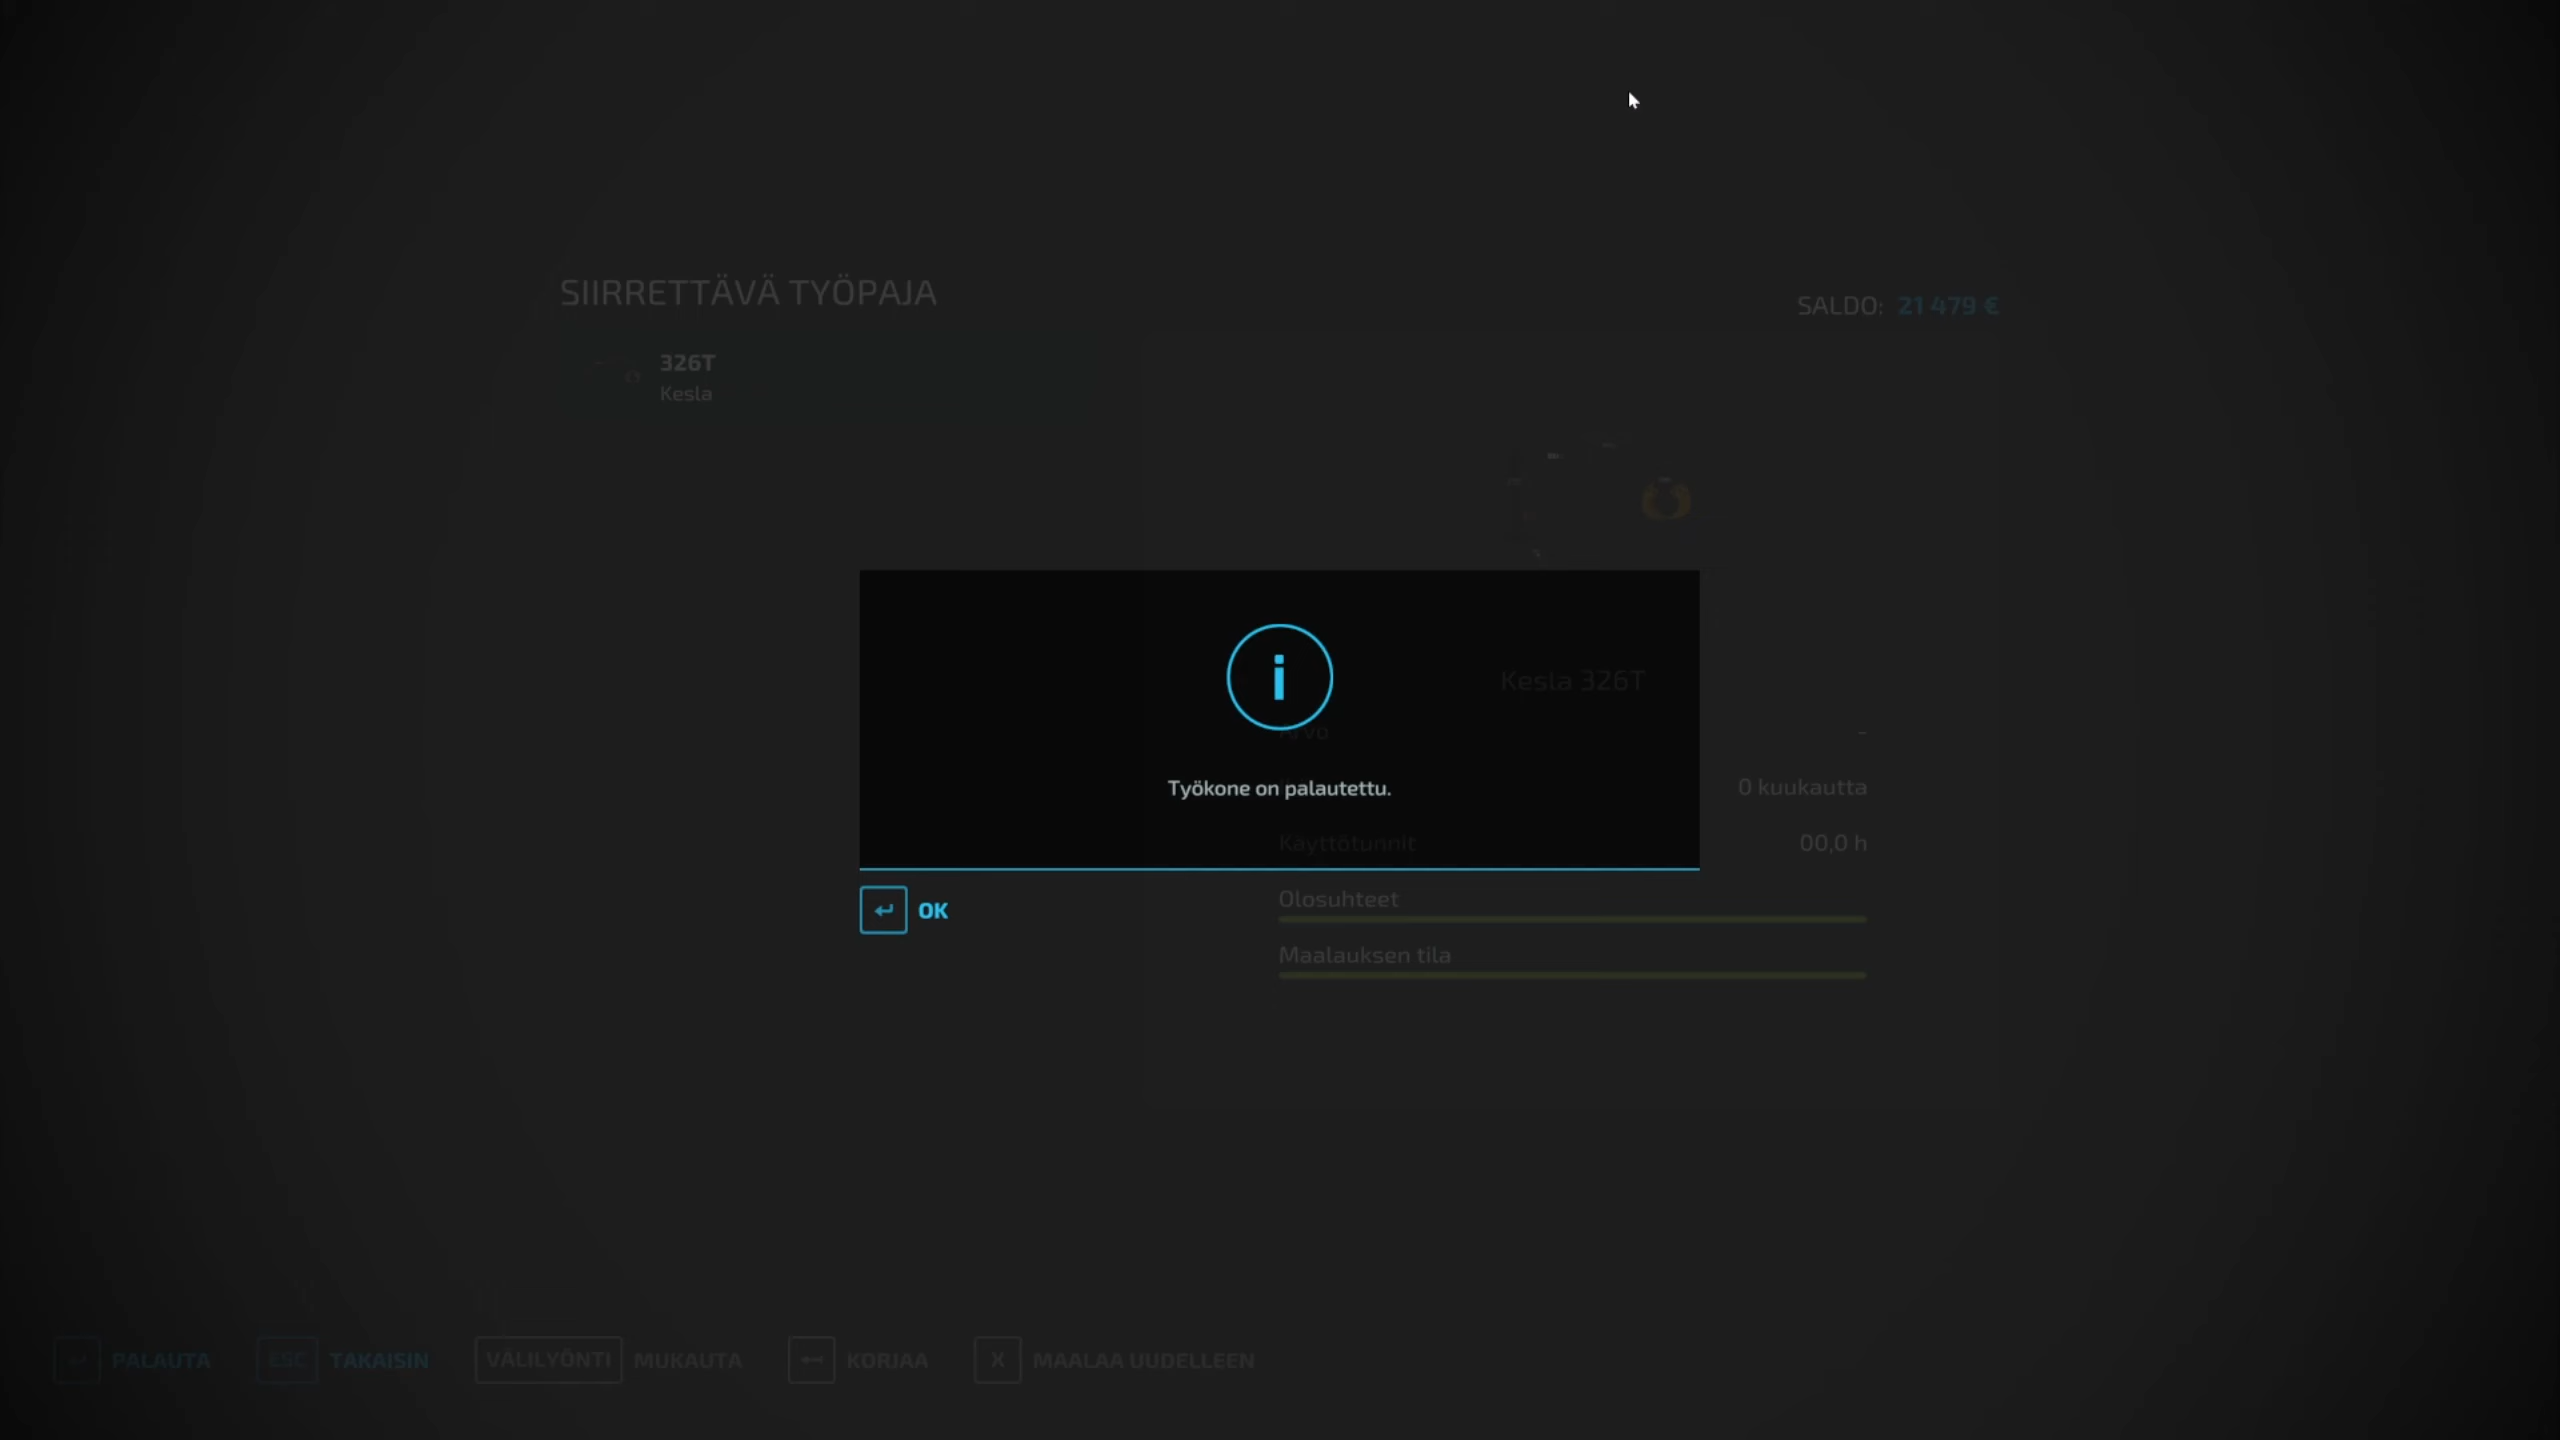 SIIRRETTÄVÄ TYÖPAJA
SALDO: 21 479 €
326T
Kesla
Kesla 326T
Arvo -
0 kuukautta
Käyttötunnit 00,0 h
Olosuhteet
Maalauksen tila
i
Työkone on palautettu.
OK
PALAUTA ESC TAKAISIN VÄLILYÖNTI MUKAUTA KORJAA X MAALAA UUDELLEEN